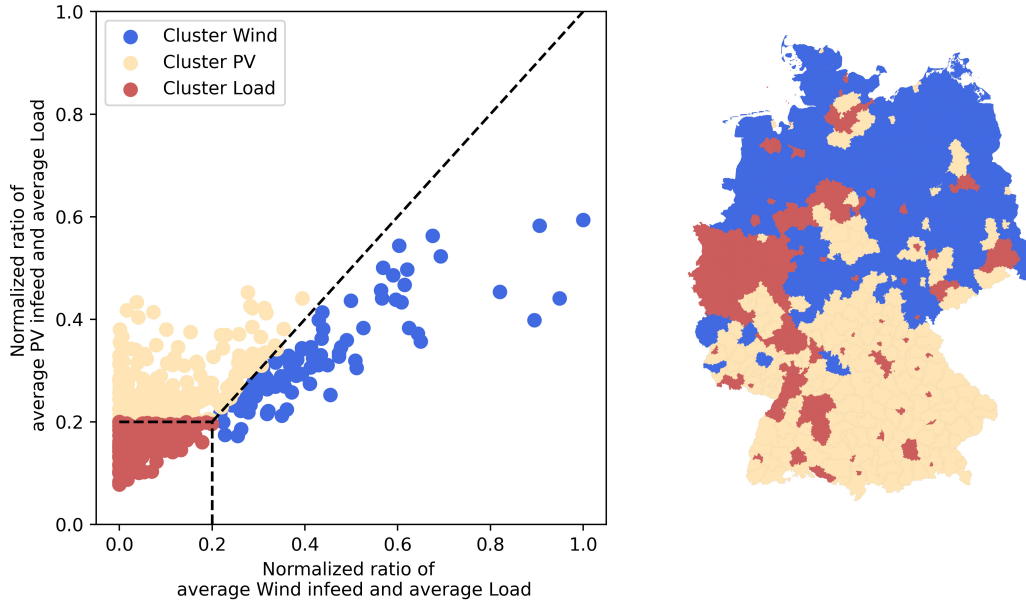 Cluster Wind
Cluster PV
Cluster Load
Normalized ratio of
average PV infeed and average Load
1.0
0.8
0.6
0.4
0.2
0.0
0.0 0.2 0.4 0.6 0.8 1.0
Normalized ratio of
average Wind infeed and average Load